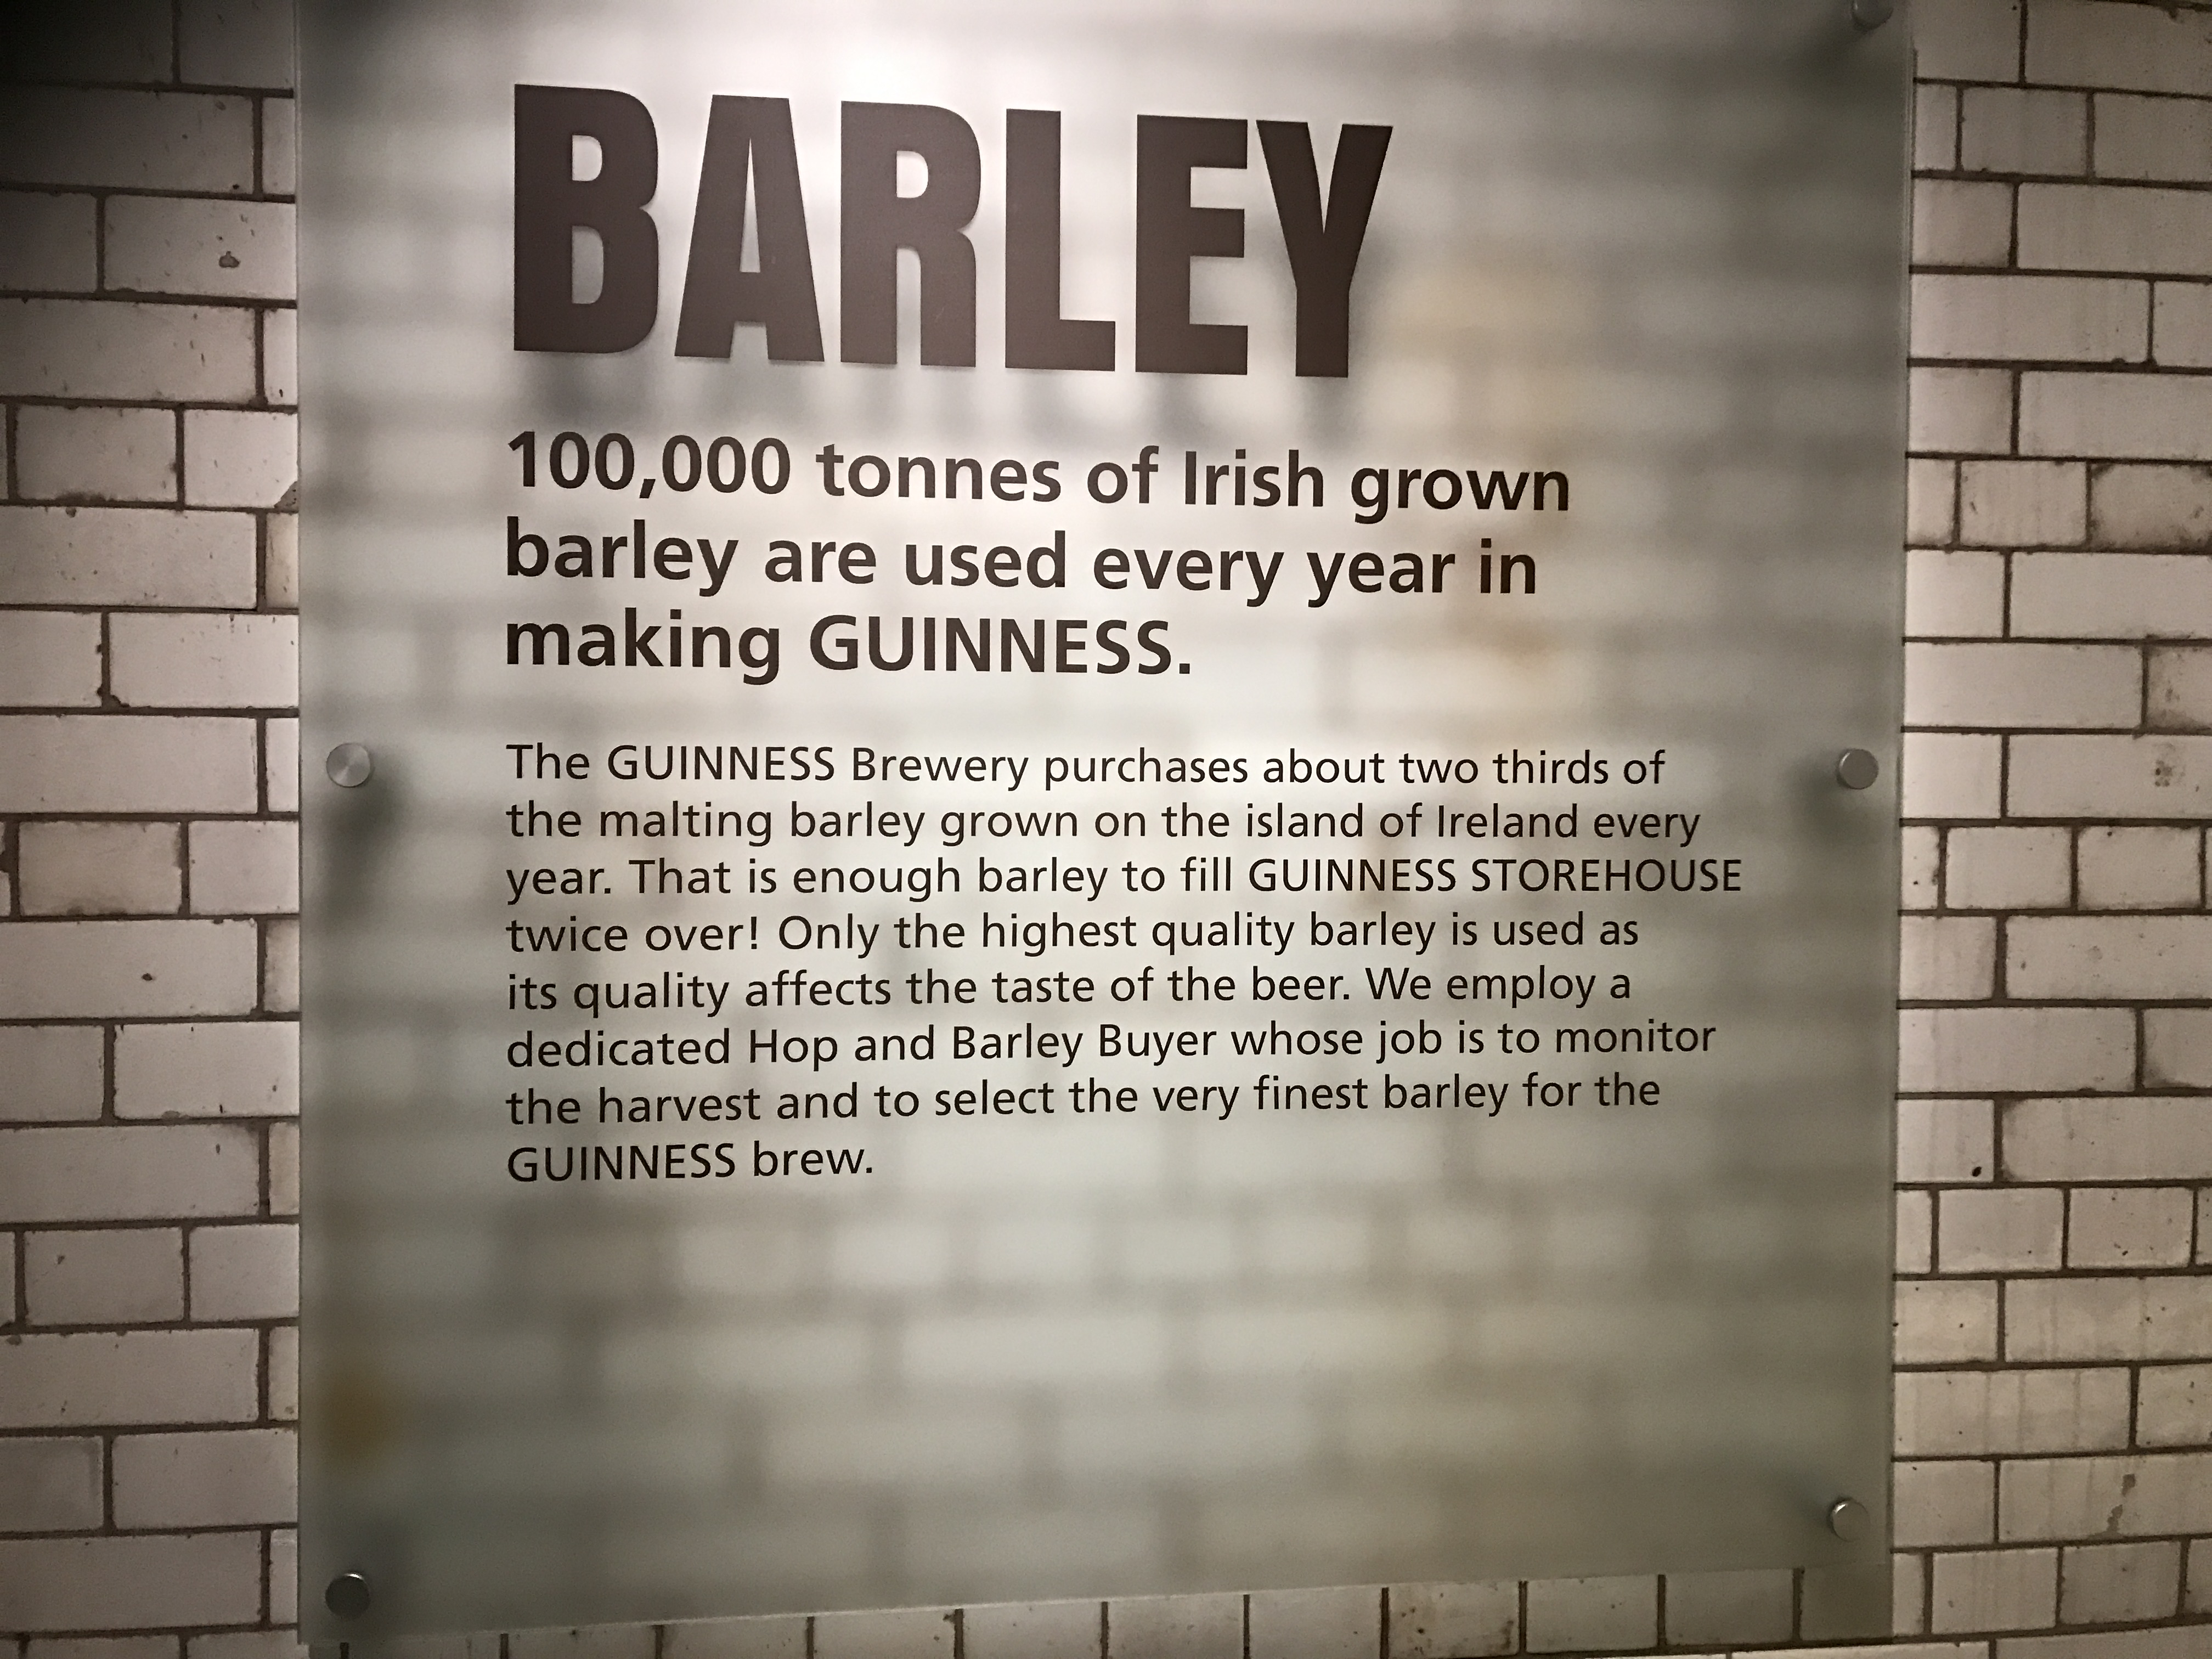 BARLEY
100,000 tonnes of Irish grown
barley are used every year in
making GUINNESS.
The GUINNESS Brewery purchases about two thirds of
the malting barley grown on the island of Ireland every
year. That is enough barley to fill GUINNESS STOREHOUSE
twice over! Only the highest quality barley is used as
its quality affects the taste of the beer. We employ a
dedicated Hop and Barley Buyer whose job is to monitor
the harvest and to select the very finest barley for the
GUINNESS brew.